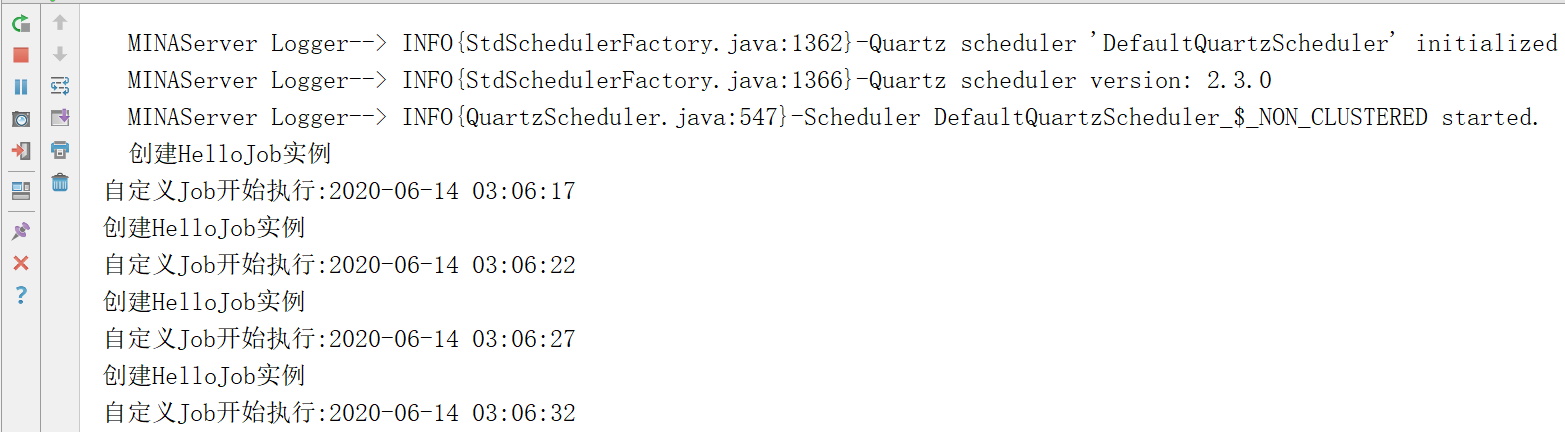 MINAServer Logger--> INFO{StdSchedulerFactory.java:1362}-Quartz scheduler 'DefaultQuartzScheduler' initialized
MINAServer Logger--> INFO{StdSchedulerFactory.java:1366}-Quartz scheduler version: 2.3.0
MINAServer Logger--> INFO{QuartzScheduler.java:547}-Scheduler DefaultQuartzScheduler_$_NON_CLUSTERED started.
创建HelloJob实例
自定义Job开始执行:2020-06-14 03:06:17
创建HelloJob实例
自定义Job开始执行:2020-06-14 03:06:22
创建HelloJob实例
自定义Job开始执行:2020-06-14 03:06:27
创建HelloJob实例
自定义Job开始执行:2020-06-14 03:06:32